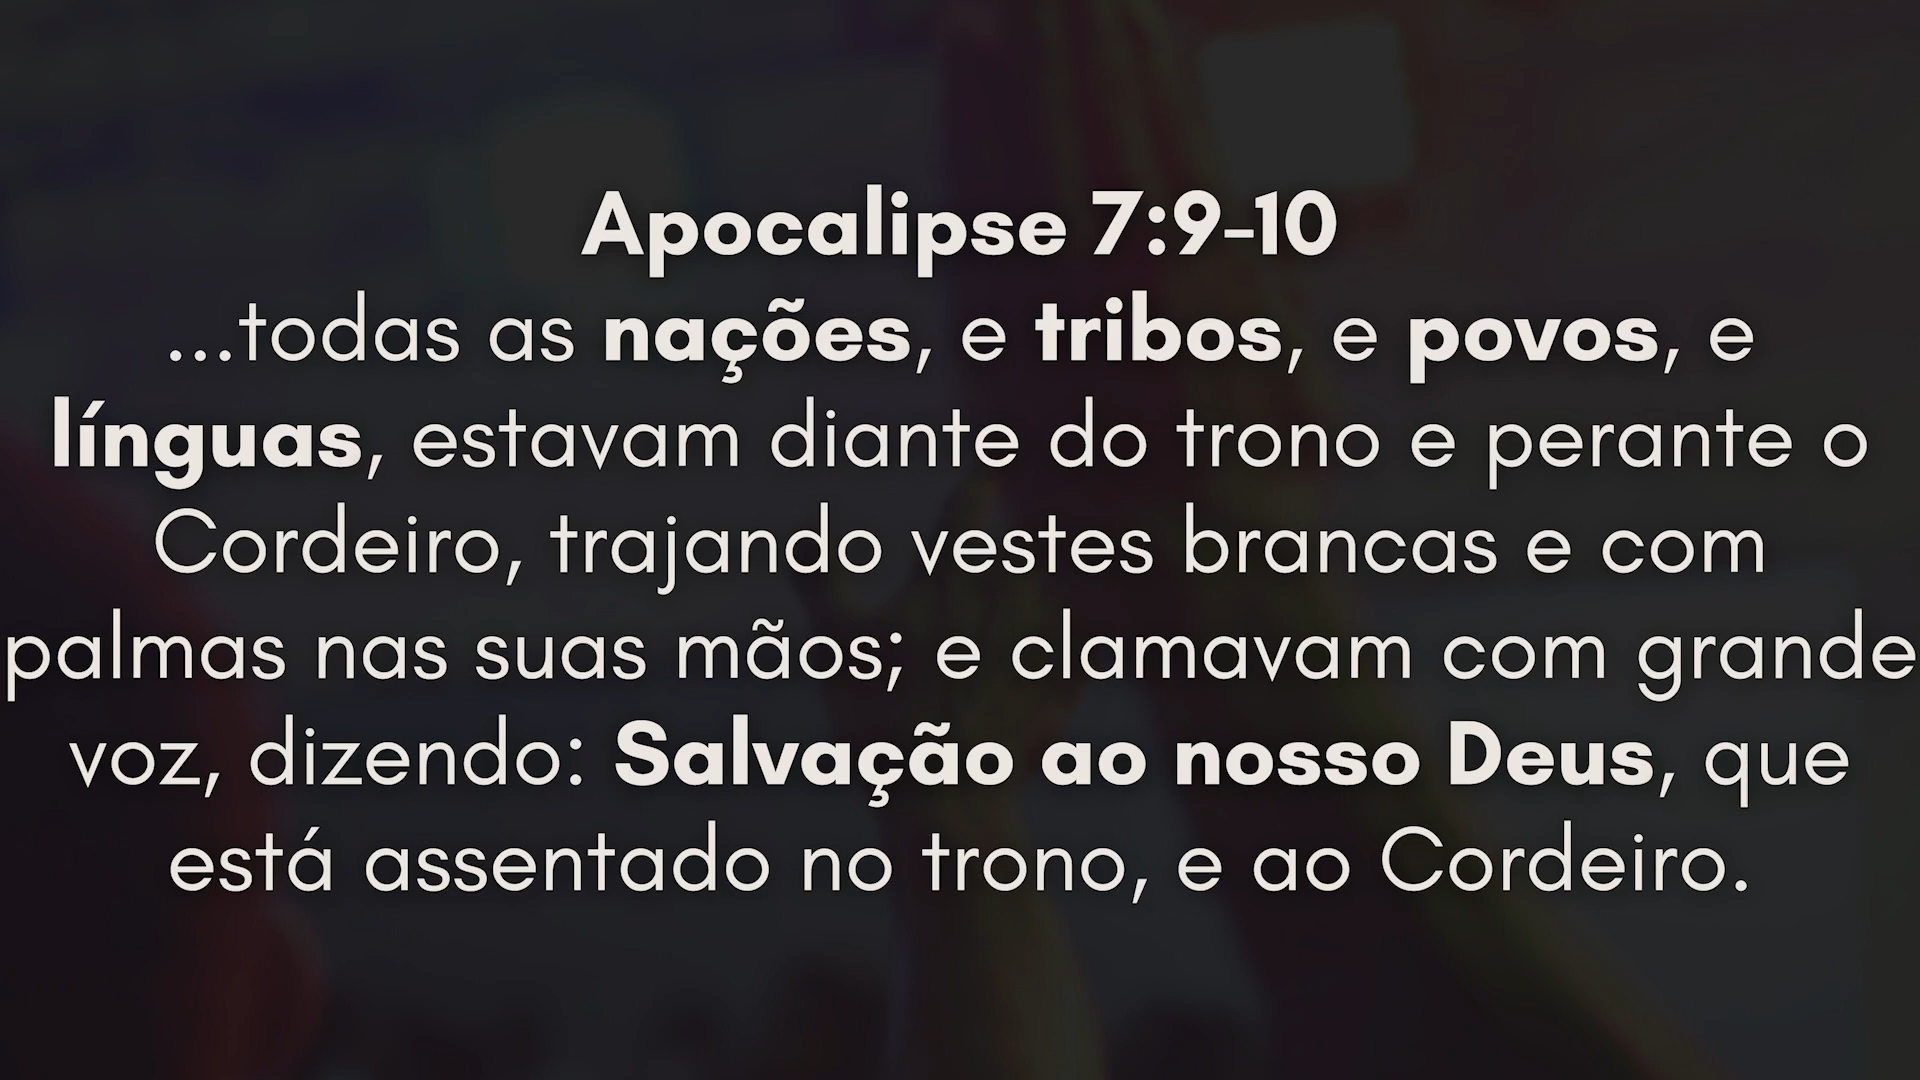 Apocalipse 7:9-10
...todas as nações, e tribos, e povos, e
línguas, estavam diante do trono e perante o
Cordeiro, trajando vestes brancas e com
palmas nas suas mãos; e clamavam com grande
voz, dizendo: Salvação ao nosso Deus, que
está assentado no trono, e ao Cordeiro.